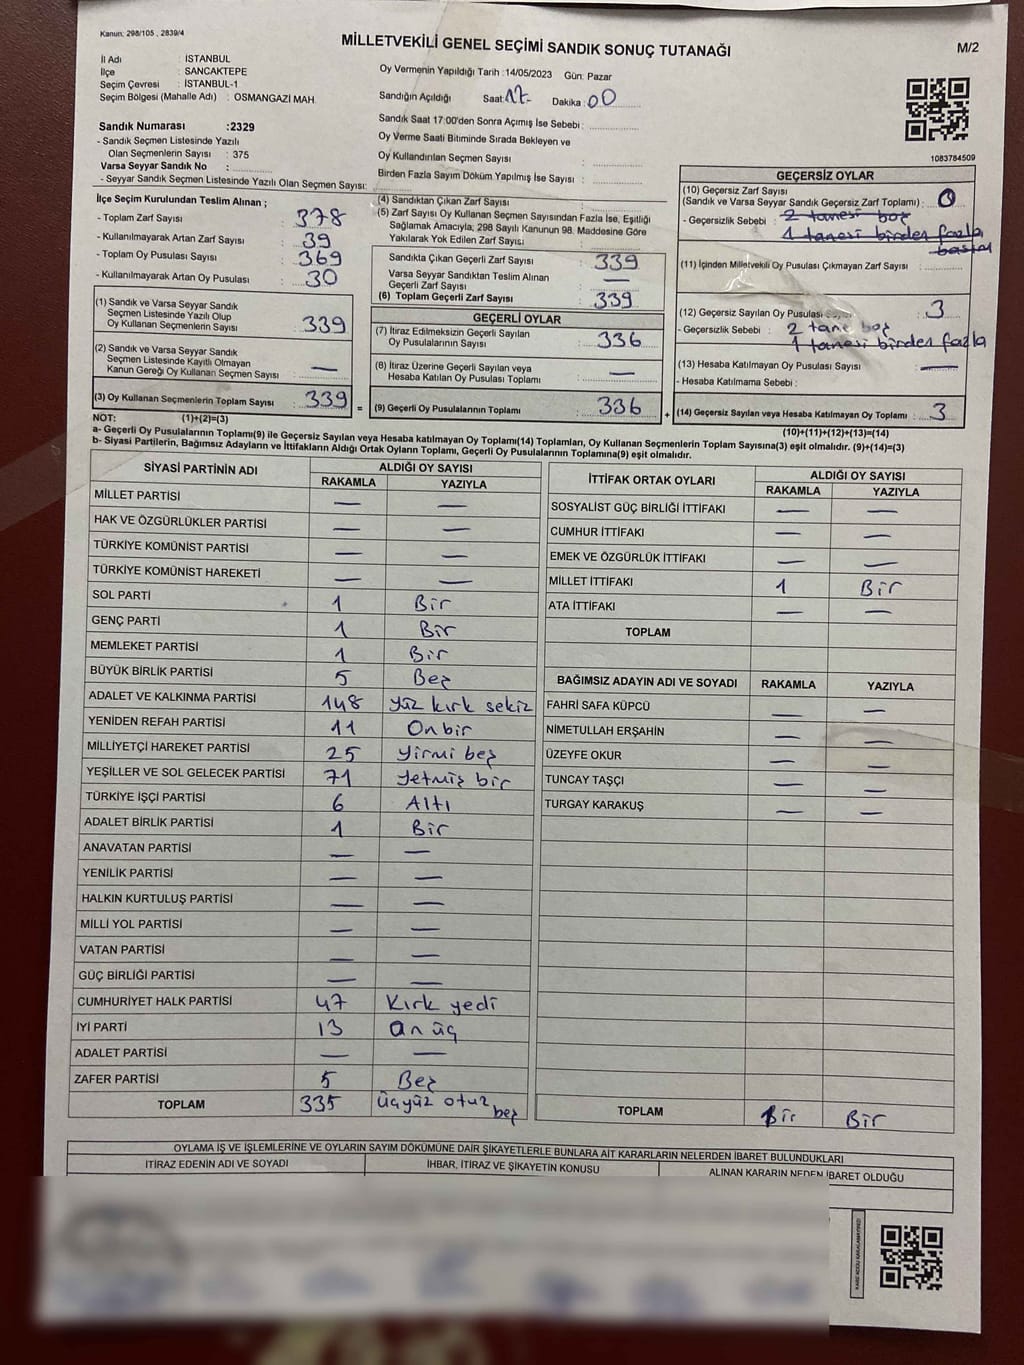 Kanun: 298/105 , 2839/4
MİLLETVEKİLİ GENEL SEÇİMİ SANDIK SONUÇ TUTANAĞI
M/2
İl Adı : İSTANBUL
İlçe : SANCAKTEPE
Seçim Çevresi : İSTANBUL-1
Seçim Bölgesi (Mahalle Adı) : OSMANGAZİ MAH.
Sandık Numarası :2329
- Sandık Seçmen Listesinde Yazılı
Olan Seçmenlerin Sayısı : 375
Varsa Seyyar Sandık No :
- Seyyar Sandık Seçmen Listesinde Yazılı Olan Seçmen Sayısı:
Oy Vermenin Yapıldığı Tarih :14/05/2023 Gün: Pazar
Sandığın Açıldığı Saat: 17 Dakika : 00
Sandık Saat 17:00'den Sonra Açımış İse Sebebi :
Oy Verme Saati Bitiminde Sırada Bekleyen ve
Oy Kullandırılan Seçmen Sayısı :
Birden Fazla Sayım Döküm Yapılmış İse Sayısı :
1083784509
İlçe Seçim Kurulundan Teslim Alınan ;
- Toplam Zarf Sayısı : 378
- Kullanılmayarak Artan Zarf Sayısı : 39
- Toplam Oy Pusulası Sayısı : 369
- Kullanılmayarak Artan Oy Pusulası : 30
(1) Sandık ve Varsa Seyyar Sandık
Seçmen Listesinde Yazılı Olup
Oy Kullanan Seçmenlerin Sayısı : 339
(2) Sandık ve Varsa Seyyar Sandık
Seçmen Listesinde Kayıtlı Olmayan
Kanun Gereği Oy Kullanan Seçmen Sayısı : —
(3) Oy Kullanan Seçmenlerin Toplam Sayısı : 339 =
(4) Sandıktan Çıkan Zarf Sayısı :
(5) Zarf Sayısı Oy Kullanan Seçmen Sayısından Fazla İse, Eşitliği
Sağlamak Amacıyla, 298 Sayılı Kanunun 98. Maddesine Göre
Yakılarak Yok Edilen Zarf Sayısı :
Sandıkta Çıkan Geçerli Zarf Sayısı : 339
Varsa Seyyar Sandıktan Teslim Alınan
Geçerli Zarf Sayısı : —
(6) Toplam Geçerli Zarf Sayısı : 339
GEÇERLİ OYLAR
(7) İtiraz Edilmeksizin Geçerli Sayılan
Oy Pusulalarının Sayısı : 336
(8) İtiraz Üzerine Geçerli Sayılan veya
Hesaba Katılan Oy Pusulası Toplamı : —
(9) Geçerli Oy Pusulalarının Toplamı : 336 +
GEÇERSİZ OYLAR
(10) Geçersiz Zarf Sayısı
(Sandık ve Varsa Seyyar Sandık Geçersiz Zarf Toplamı) : 0
- Geçersizlik Sebebi : 2 tanesi boş
1 tanesi birden fazla
basım
(11) İçinden Milletvekili Oy Pusulası Çıkmayan Zarf Sayısı :
(12) Geçersiz Sayılan Oy Pusulası Sayısı : 3
- Geçersizlik Sebebi : 2 tane boş
1 tanesi birden fazla
(13) Hesaba Katılmayan Oy Pusulası Sayısı : —
- Hesaba Katılmama Sebebi :
(14) Geçersiz Sayılan veya Hesaba Katılmayan Oy Toplamı : 3
NOT: (1)+(2)=(3)
(10)+(11)+(12)+(13)=(14)
a- Geçerli Oy Pusulalarının Toplamı(9) ile Geçersiz Sayılan veya Hesaba katılmayan Oy Toplamı(14) Toplamları, Oy Kullanan Seçmenlerin Toplam Sayısına(3) eşit olmalıdır. (9)+(14)=(3)
b- Siyasi Partilerin, Bağımsız Adayların ve İttifakların Aldığı Ortak Oyların Toplamı, Geçerli Oy Pusulalarının Toplamına(9) eşit olmalıdır.
SİYASİ PARTİNİN ADI ALDIĞI OY SAYISI
RAKAMLA YAZIYLA
MİLLET PARTİSİ — —
HAK VE ÖZGÜRLÜKLER PARTİSİ — —
TÜRKİYE KOMÜNİST PARTİSİ — —
TÜRKİYE KOMÜNİST HAREKETİ — —
SOL PARTİ 1 Bir
GENÇ PARTİ 1 Bir
MEMLEKET PARTİSİ 1 Bir
BÜYÜK BİRLİK PARTİSİ 5 Beş
ADALET VE KALKINMA PARTİSİ 148 yüz kırk sekiz
YENİDEN REFAH PARTİSİ 11 On bir
MİLLİYETÇİ HAREKET PARTİSİ 25 yirmi beş
YEŞİLLER VE SOL GELECEK PARTİSİ 71 yetmiş bir
TÜRKİYE İŞÇİ PARTİSİ 6 Altı
ADALET BİRLİK PARTİSİ 1 Bir
ANAVATAN PARTİSİ — —
YENİLİK PARTİSİ — —
HALKIN KURTULUŞ PARTİSİ — —
MİLLİ YOL PARTİSİ — —
VATAN PARTİSİ — —
GÜÇ BİRLİĞİ PARTİSİ — —
CUMHURİYET HALK PARTİSİ 47 Kırk yedi
İYİ PARTİ 13 on üç
ADALET PARTİSİ — —
ZAFER PARTİSİ 5 Beş
TOPLAM 335 üçyüz otuz
beş
İTTİFAK ORTAK OYLARI ALDIĞI OY SAYISI
RAKAMLA YAZIYLA
SOSYALİST GÜÇ BİRLİĞİ İTTİFAKI — —
CUMHUR İTTİFAKI — —
EMEK VE ÖZGÜRLÜK İTTİFAKI — —
MİLLET İTTİFAKI 1 Bir
ATA İTTİFAKI — —
TOPLAM
BAĞIMSIZ ADAYIN ADI VE SOYADI RAKAMLA YAZIYLA
FAHRİ SAFA KÜPCÜ — —
NİMETULLAH ERŞAHİN — —
ÜZEYFE OKUR — —
TUNCAY TAŞÇI — —
TURGAY KARAKUŞ — —
TOPLAM Bir Bir
OYLAMA İŞ VE İŞLEMLERİNE VE OYLARIN SAYIM DÖKÜMÜNE DAİR ŞİKAYETLERLE BUNLARA AİT KARARLARIN NELERDEN İBARET BULUNDUKLARI
İTİRAZ EDENİN ADI VE SOYADI İHBAR, İTİRAZ VE ŞİKAYETİN KONUSU ALINAN KARARIN NEDEN İBARET OLDUĞU